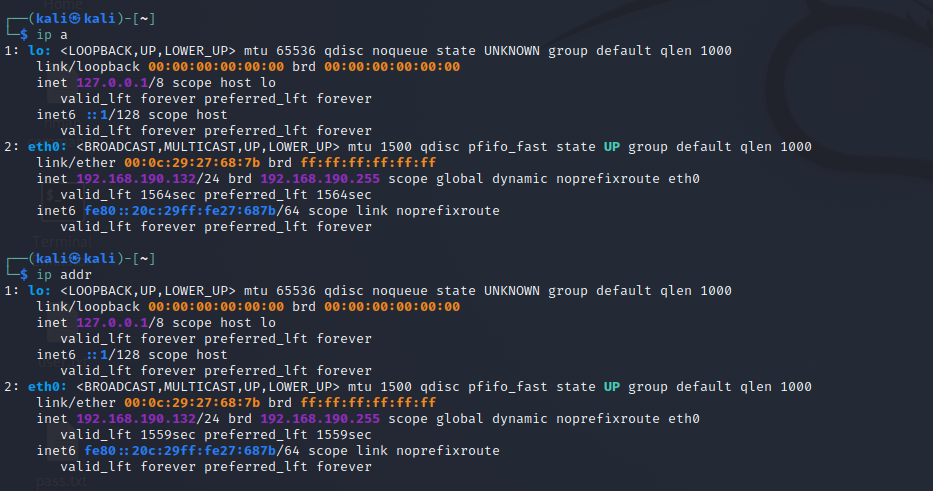 Home
┌──(kali㉿kali)-[~]
└─$ ip a
1: lo: <LOOPBACK,UP,LOWER_UP> mtu 65536 qdisc noqueue state UNKNOWN group default qlen 1000
link/loopback 00:00:00:00:00:00 brd 00:00:00:00:00:00
inet 127.0.0.1/8 scope host lo
valid_lft forever preferred_lft forever
inet6 ::1/128 scope host
valid_lft forever preferred_lft forever
2: eth0: <BROADCAST,MULTICAST,UP,LOWER_UP> mtu 1500 qdisc pfifo_fast state UP group default qlen 1000
link/ether 00:0c:29:27:68:7b brd ff:ff:ff:ff:ff:ff
inet 192.168.190.132/24 brd 192.168.190.255 scope global dynamic noprefixroute eth0
valid_lft 1564sec preferred_lft 1564sec
inet6 fe80::20c:29ff:fe27:687b/64 scope link noprefixroute
valid_lft forever preferred_lft forever
Terminal
┌──(kali㉿kali)-[~]
└─$ ip addr
1: lo: <LOOPBACK,UP,LOWER_UP> mtu 65536 qdisc noqueue state UNKNOWN group default qlen 1000
link/loopback 00:00:00:00:00:00 brd 00:00:00:00:00:00
inet 127.0.0.1/8 scope host lo
valid_lft forever preferred_lft forever
inet6 ::1/128 scope host
valid_lft forever preferred_lft forever
2: eth0: <BROADCAST,MULTICAST,UP,LOWER_UP> mtu 1500 qdisc pfifo_fast state UP group default qlen 1000
link/ether 00:0c:29:27:68:7b brd ff:ff:ff:ff:ff:ff
inet 192.168.190.132/24 brd 192.168.190.255 scope global dynamic noprefixroute eth0
valid_lft 1559sec preferred_lft 1559sec
inet6 fe80::20c:29ff:fe27:687b/64 scope link noprefixroute
valid_lft forever preferred_lft forever
pass.txt